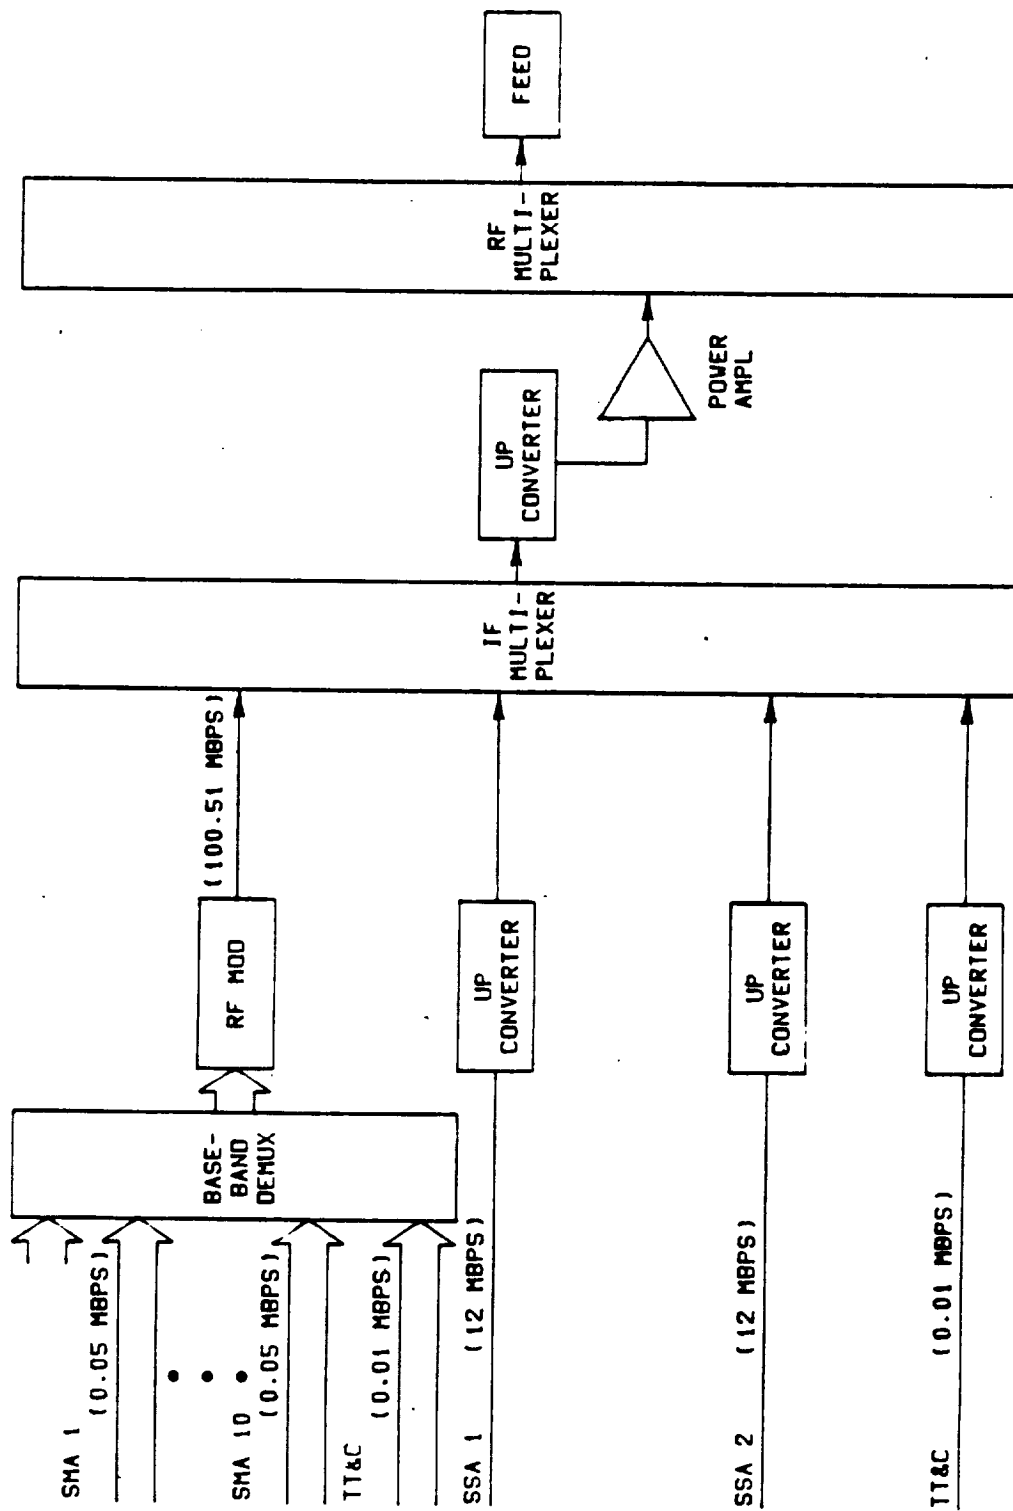 SMA 1
(0.05 MBPS)
SMA 10
(0.05 MBPS)
TT&C
(0.01 MBPS)
BASE-
BAND
DEMUX
RF MOD
(100.51 MBPS)
SSA 1 (12 MBPS)
UP
CONVERTER
SSA 2 (12 MBPS)
UP
CONVERTER
TT&C (0.01 MBPS)
UP
CONVERTER
IF
MULTI-
PLEXER
UP
CONVERTER
POWER
AMPL
RF
MULTI-
PLEXER
FEED